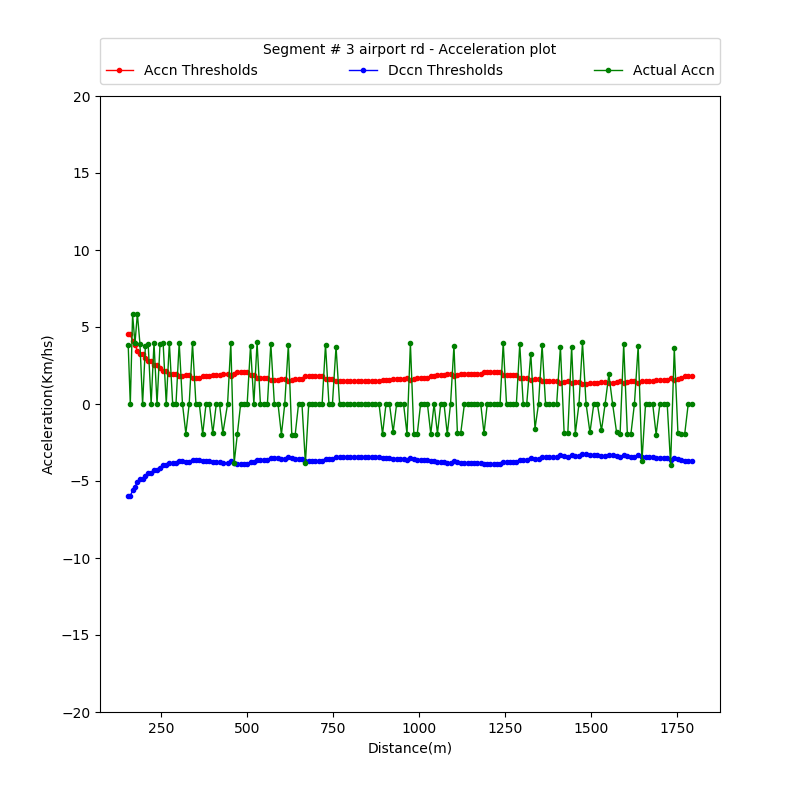 Segment # 3 airport rd - Acceleration plot
Accn Thresholds Dccn Thresholds Actual Accn
20
15
10
5
0
−5
−10
−15
−20
Acceleration(Km/hs)
250 500 750 1000 1250 1500 1750
Distance(m)